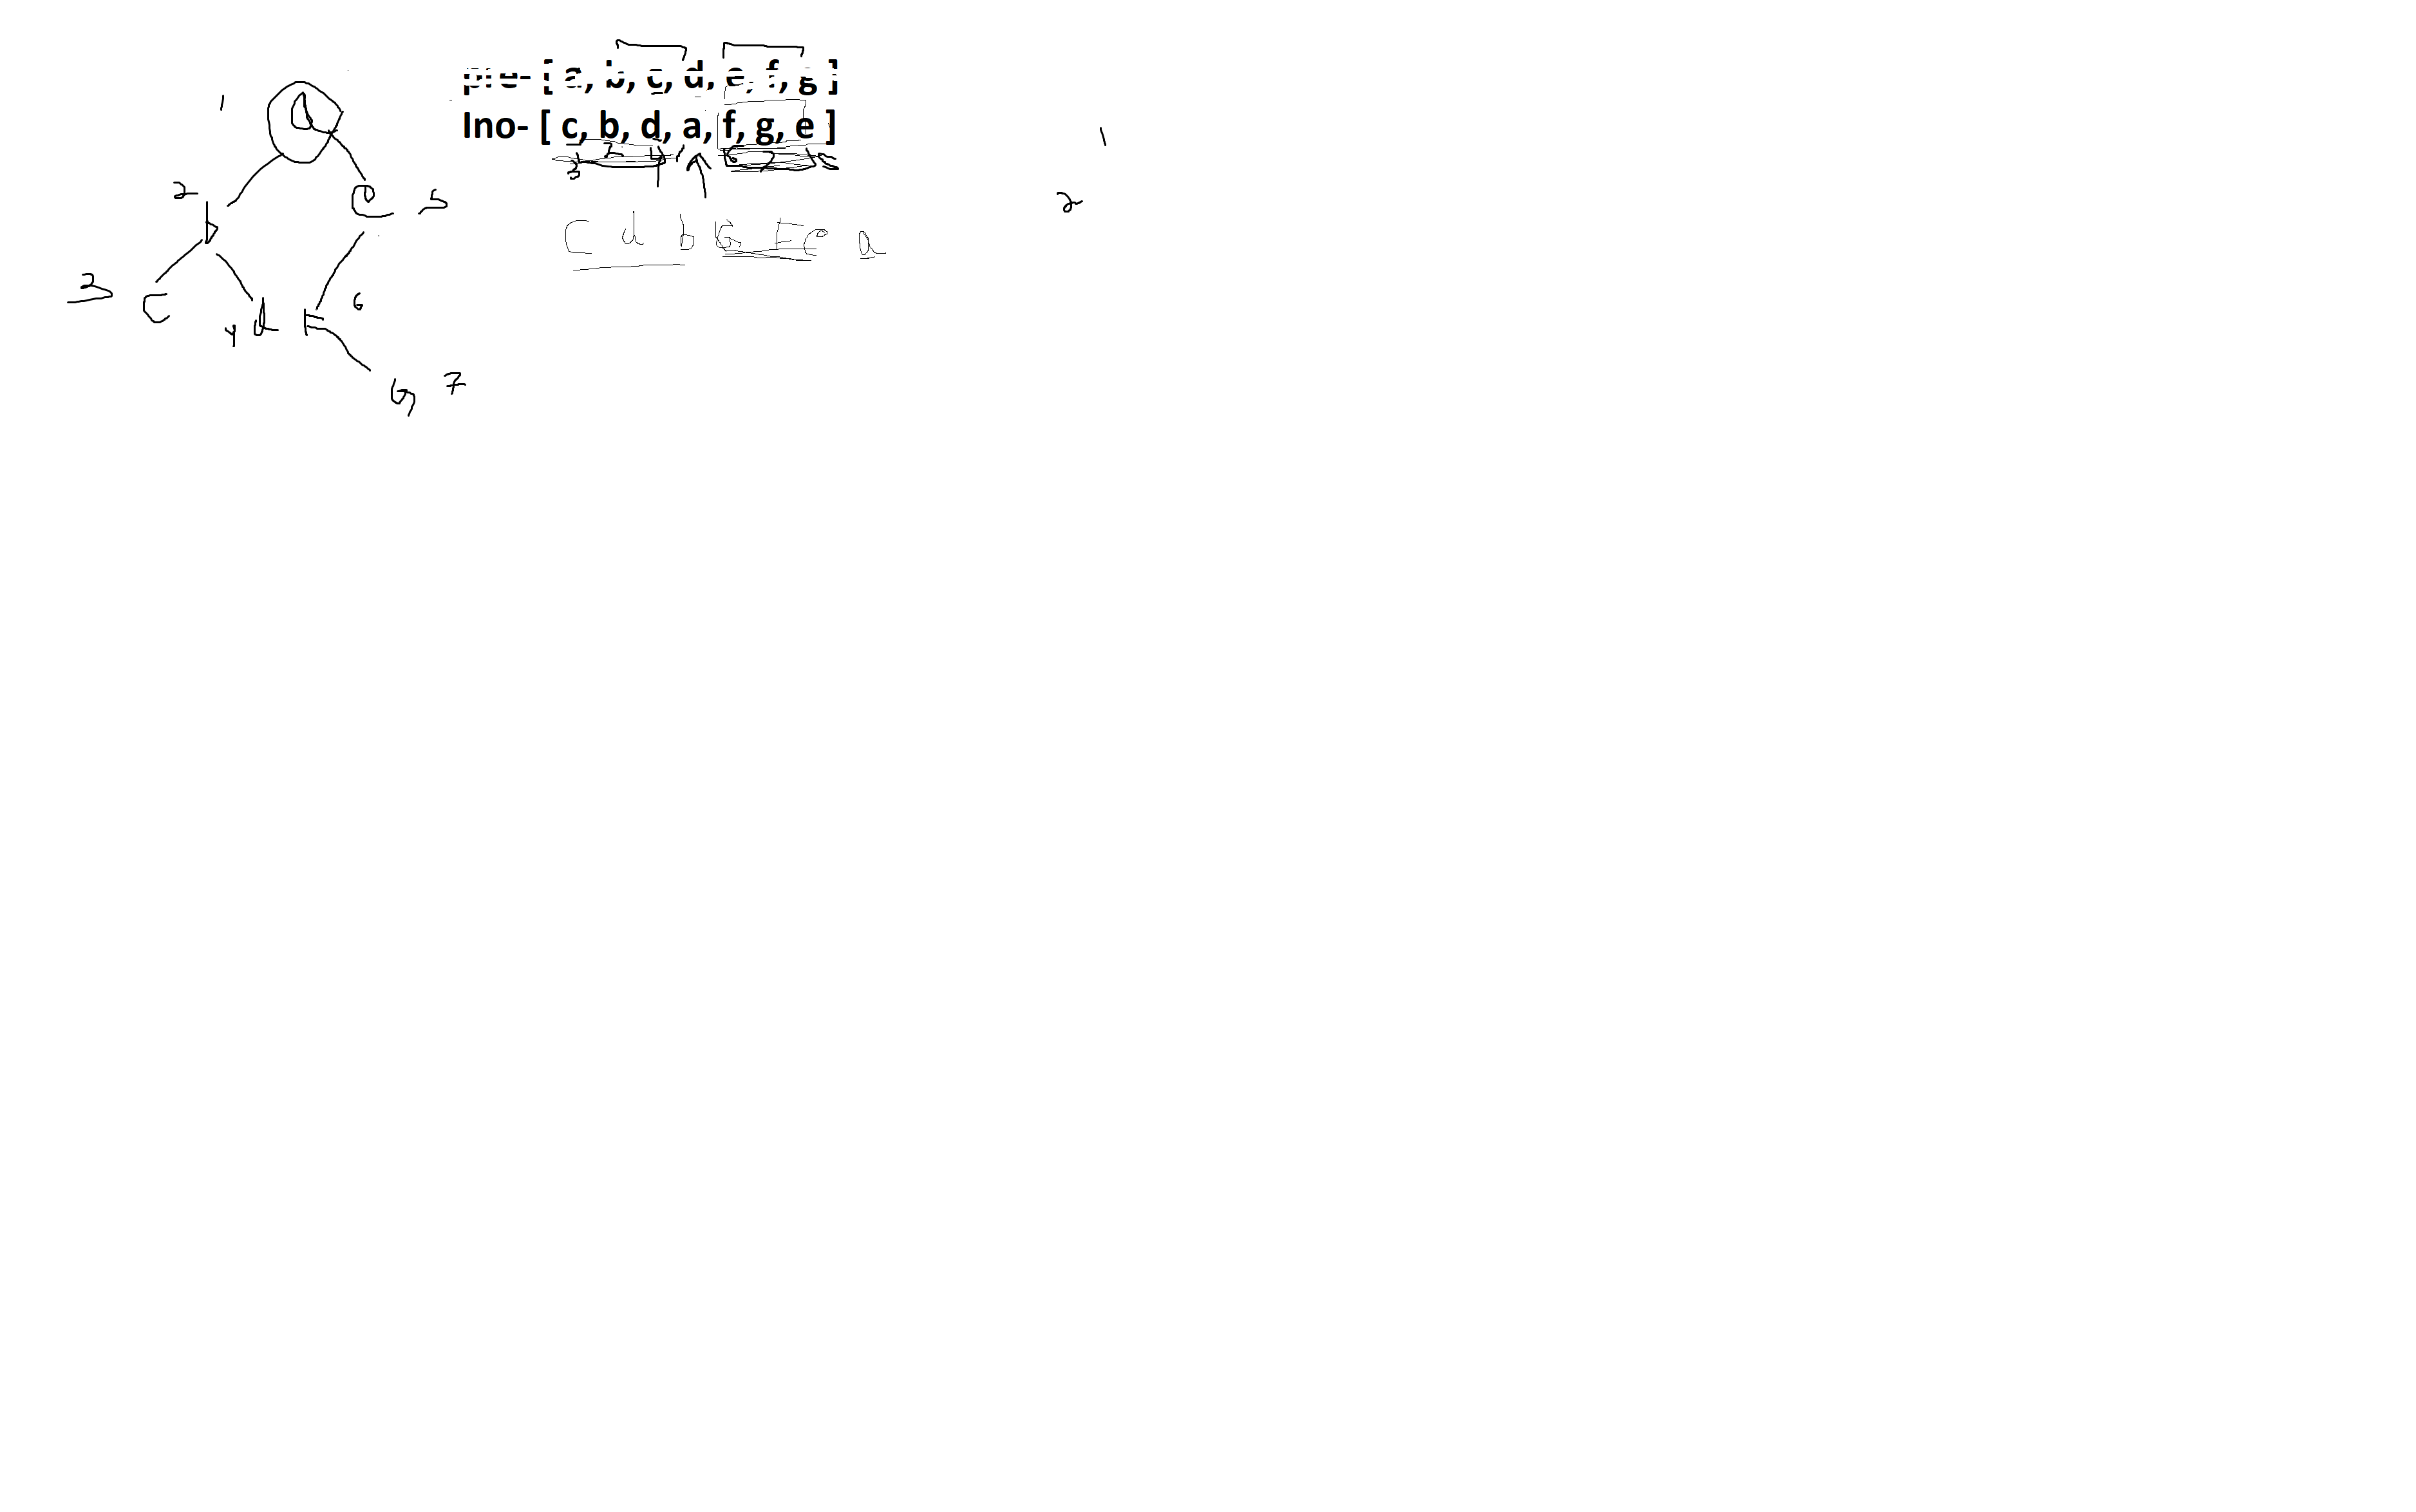 pre- [ a, b, c, d, e, f, g ]
Ino- [ c, b, d, a, f, g, e ]
3 2 4 1 6 7 5
c d b G F e a
1 a
2 b e 5
3 c 4 d F 6
G 7
1
2